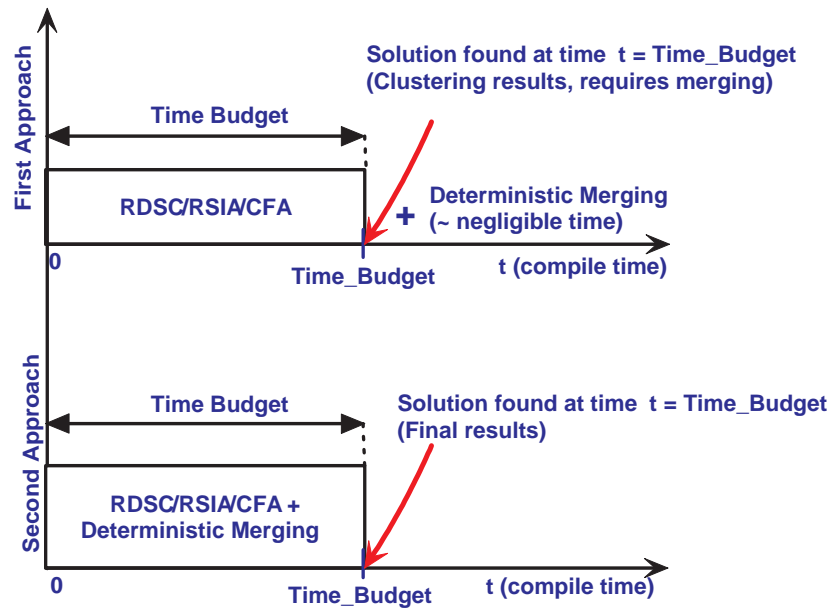 First Approach
Solution found at time t = Time_Budget
(Clustering results, requires merging)
Time Budget
RDSC/RSIA/CFA
+
Deterministic Merging
(~ negligible time)
0
Time_Budget
t (compile time)
Second Approach
Time Budget
Solution found at time t = Time_Budget
(Final results)
RDSC/RSIA/CFA +
Deterministic Merging
0
Time_Budget
t (compile time)